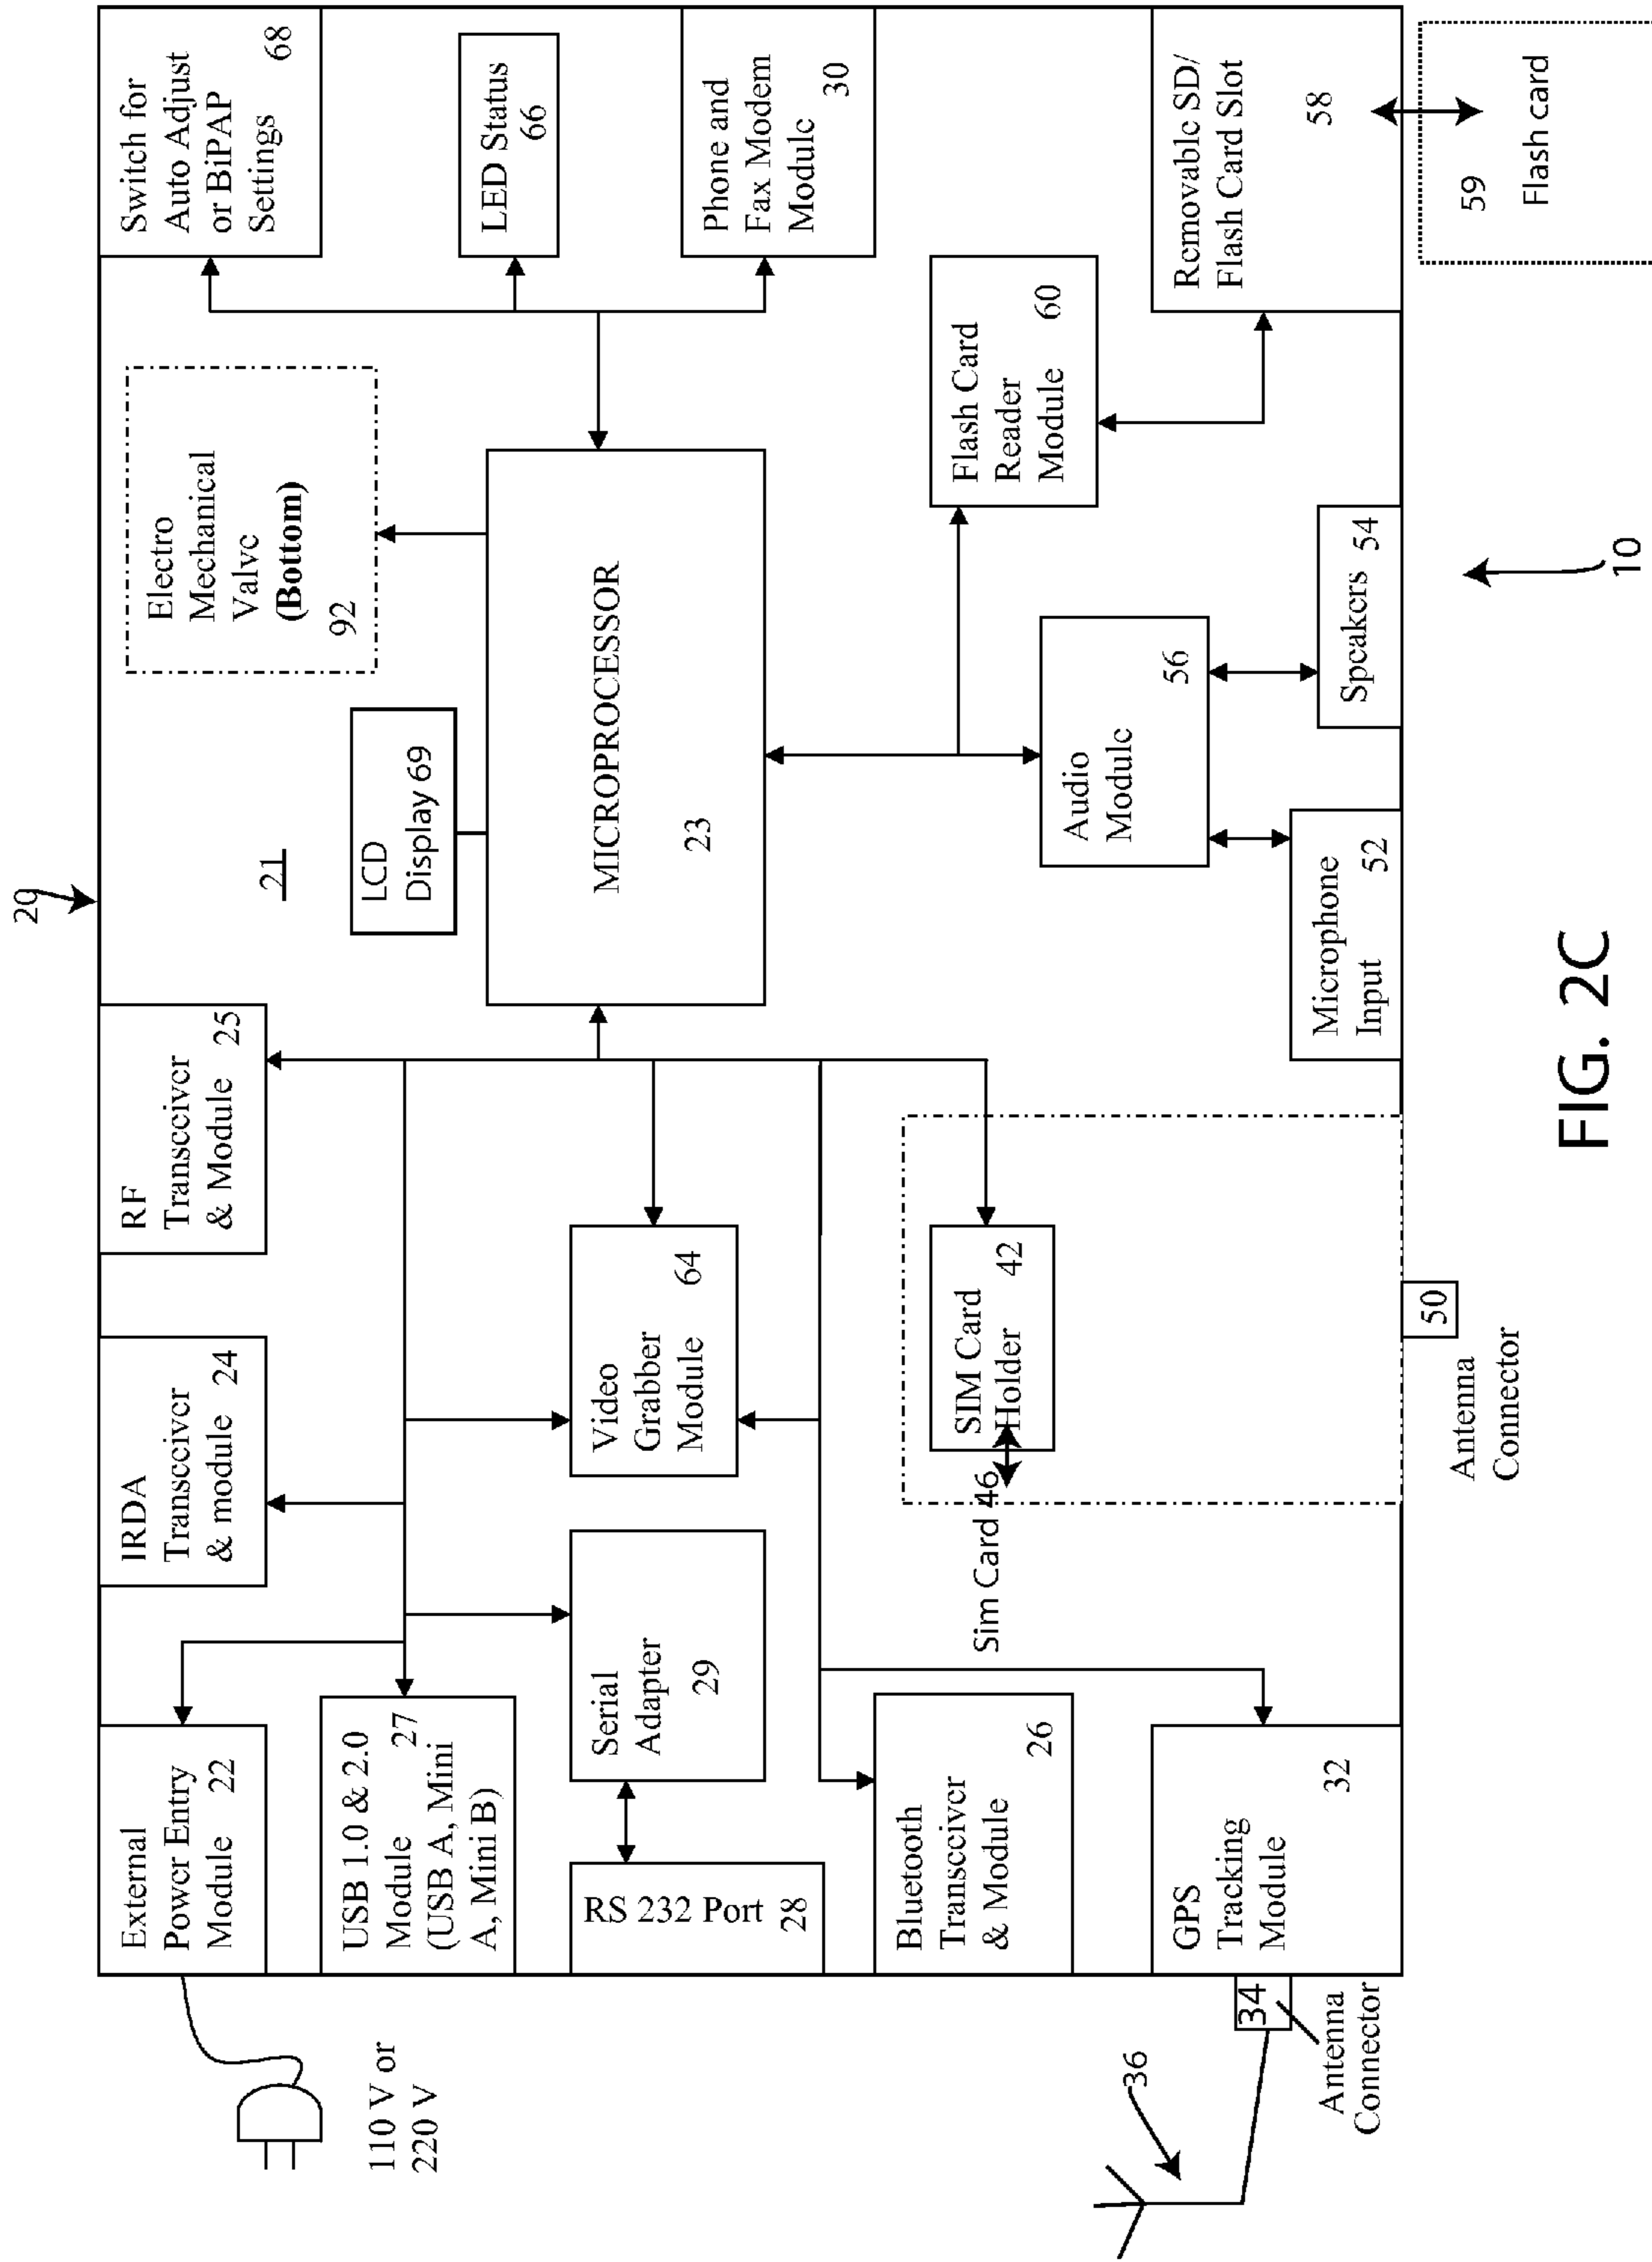 20
21
External
Power Entry
Module 22
IRDA
Transceiver
& module 24
RF
Transceiver
& Module 25
Electro
Mechanical
Valve
(Bottom)
92
Switch for
Auto Adjust
or BiPAP
Settings
68
110 V or
220 V
USB 1.0 & 2.0
Module 27
(USB A, Mini
A, Mini B)
LCD
Display 69
LED Status
66
Serial
Adapter
29
Video
Grabber
Module 64
MICROPROCESSOR
23
Phone and
Fax Modem
Module
30
RS 232 Port 28
Bluetooth
Transceiver
& Module 26
Sim Card 46
SIM Card
Holder 42
Audio
Module 56
Flash Card
Reader
Module 60
GPS
Tracking
Module
32
34
Antenna
Connector
36
50
Antenna
Connector
Microphone
Input 52
Speakers 54
Removable SD/
Flash Card Slot
58
59
Flash card
10
FIG. 2C